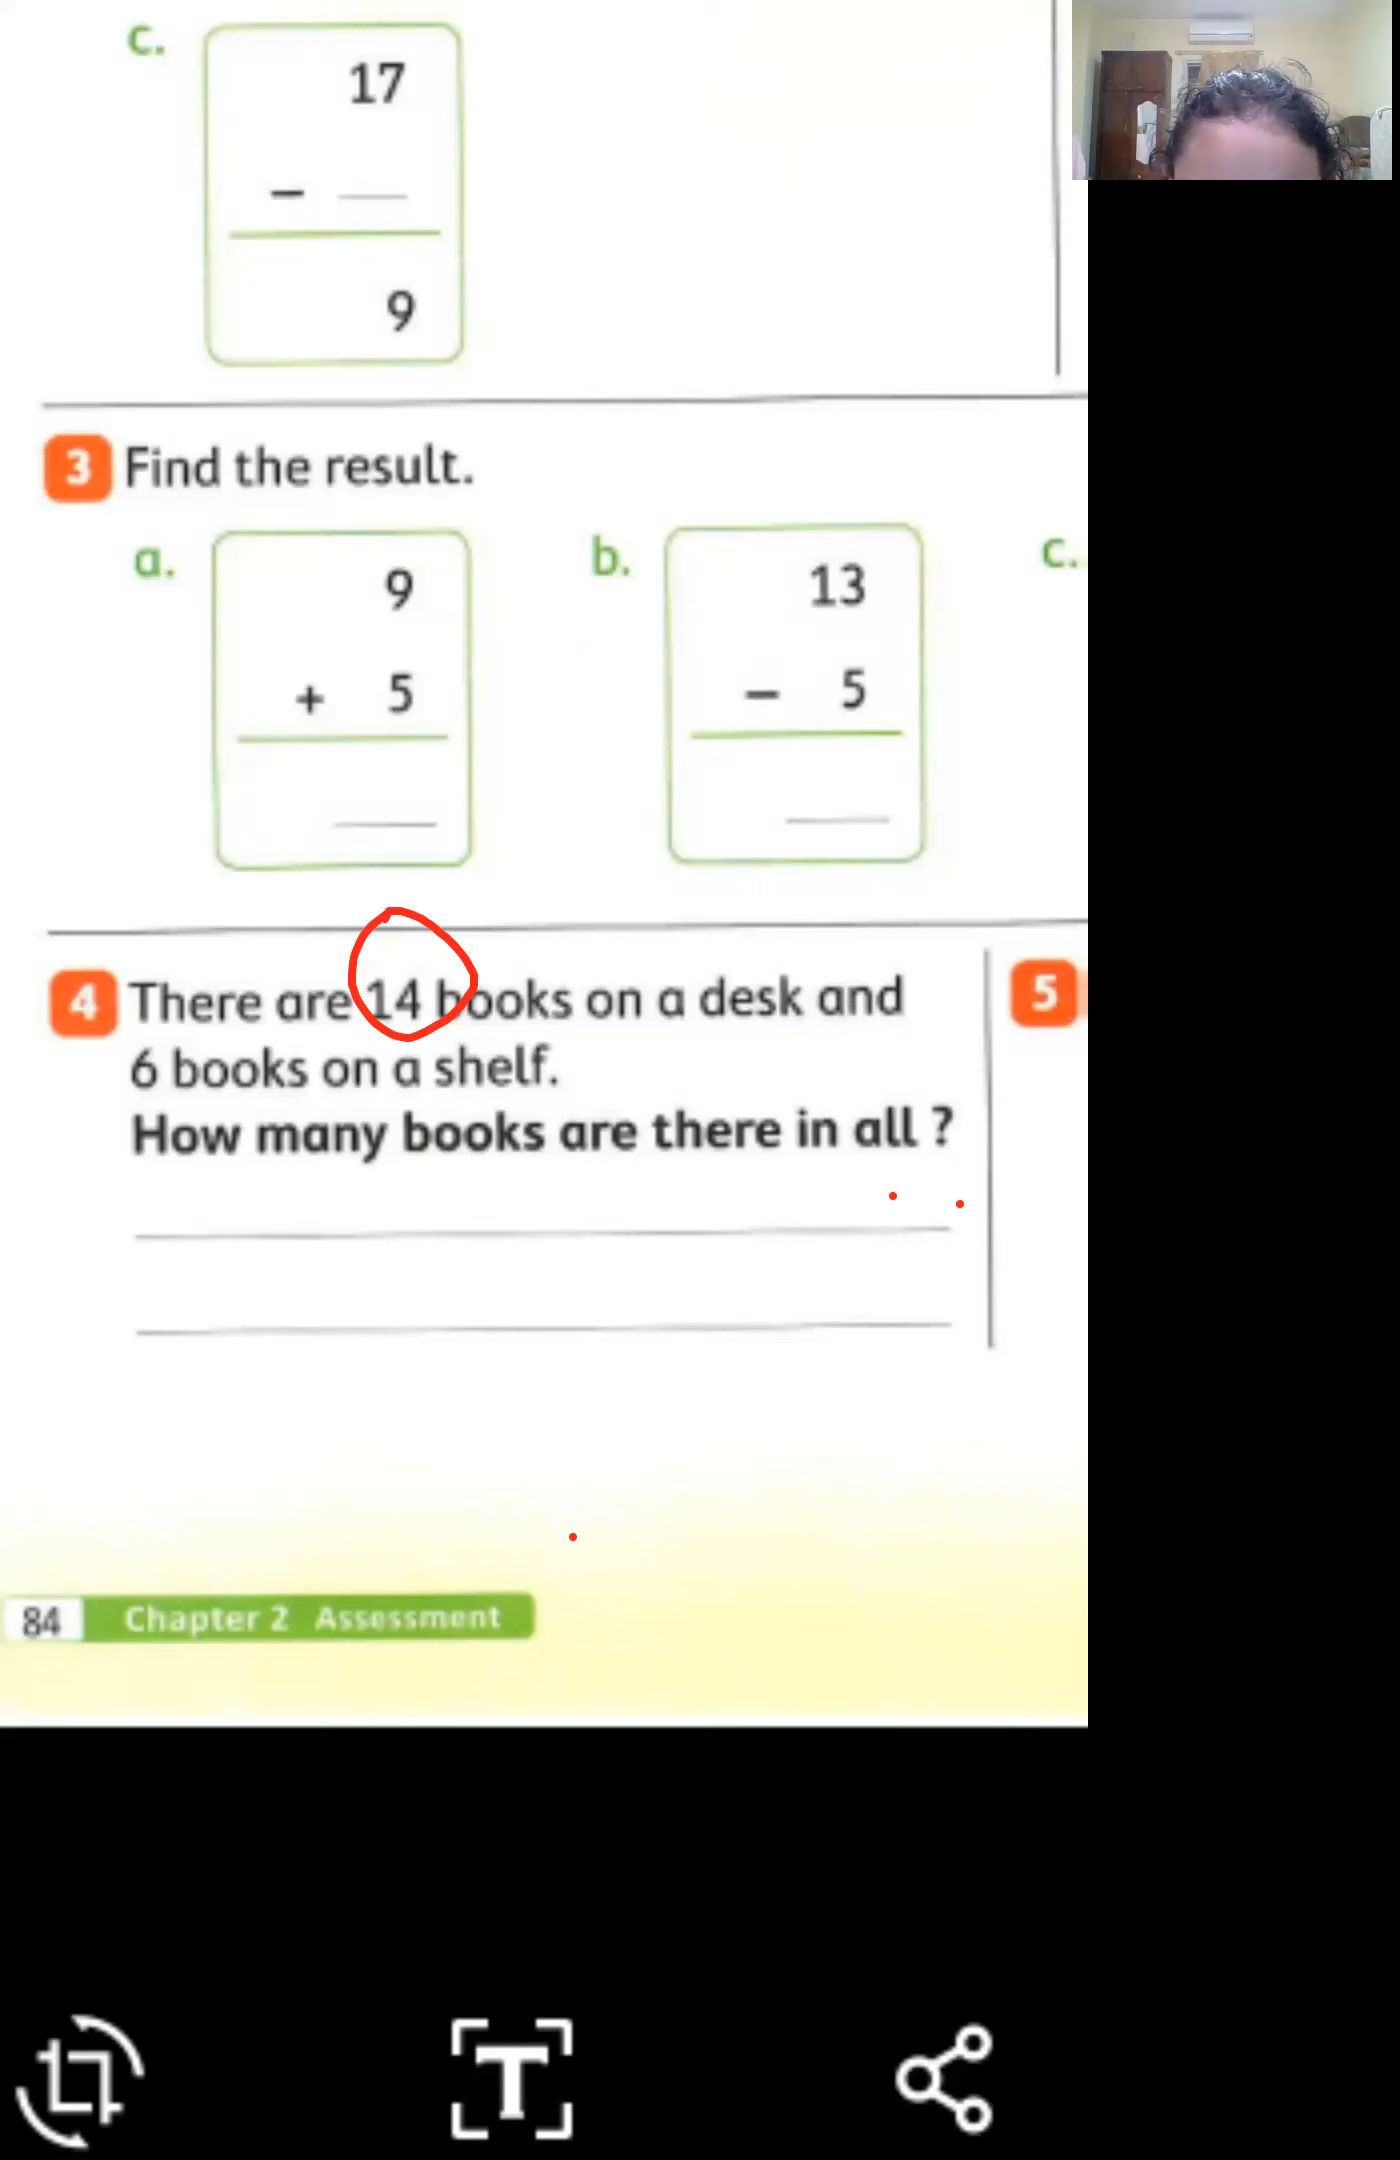 c.
17
−
9
3 Find the result.
a.
9
+ 5
b.
13
− 5
c.
4 There are 14 books on a desk and
6 books on a shelf.
How many books are there in all ?
5
84 Chapter 2 Assessment
T